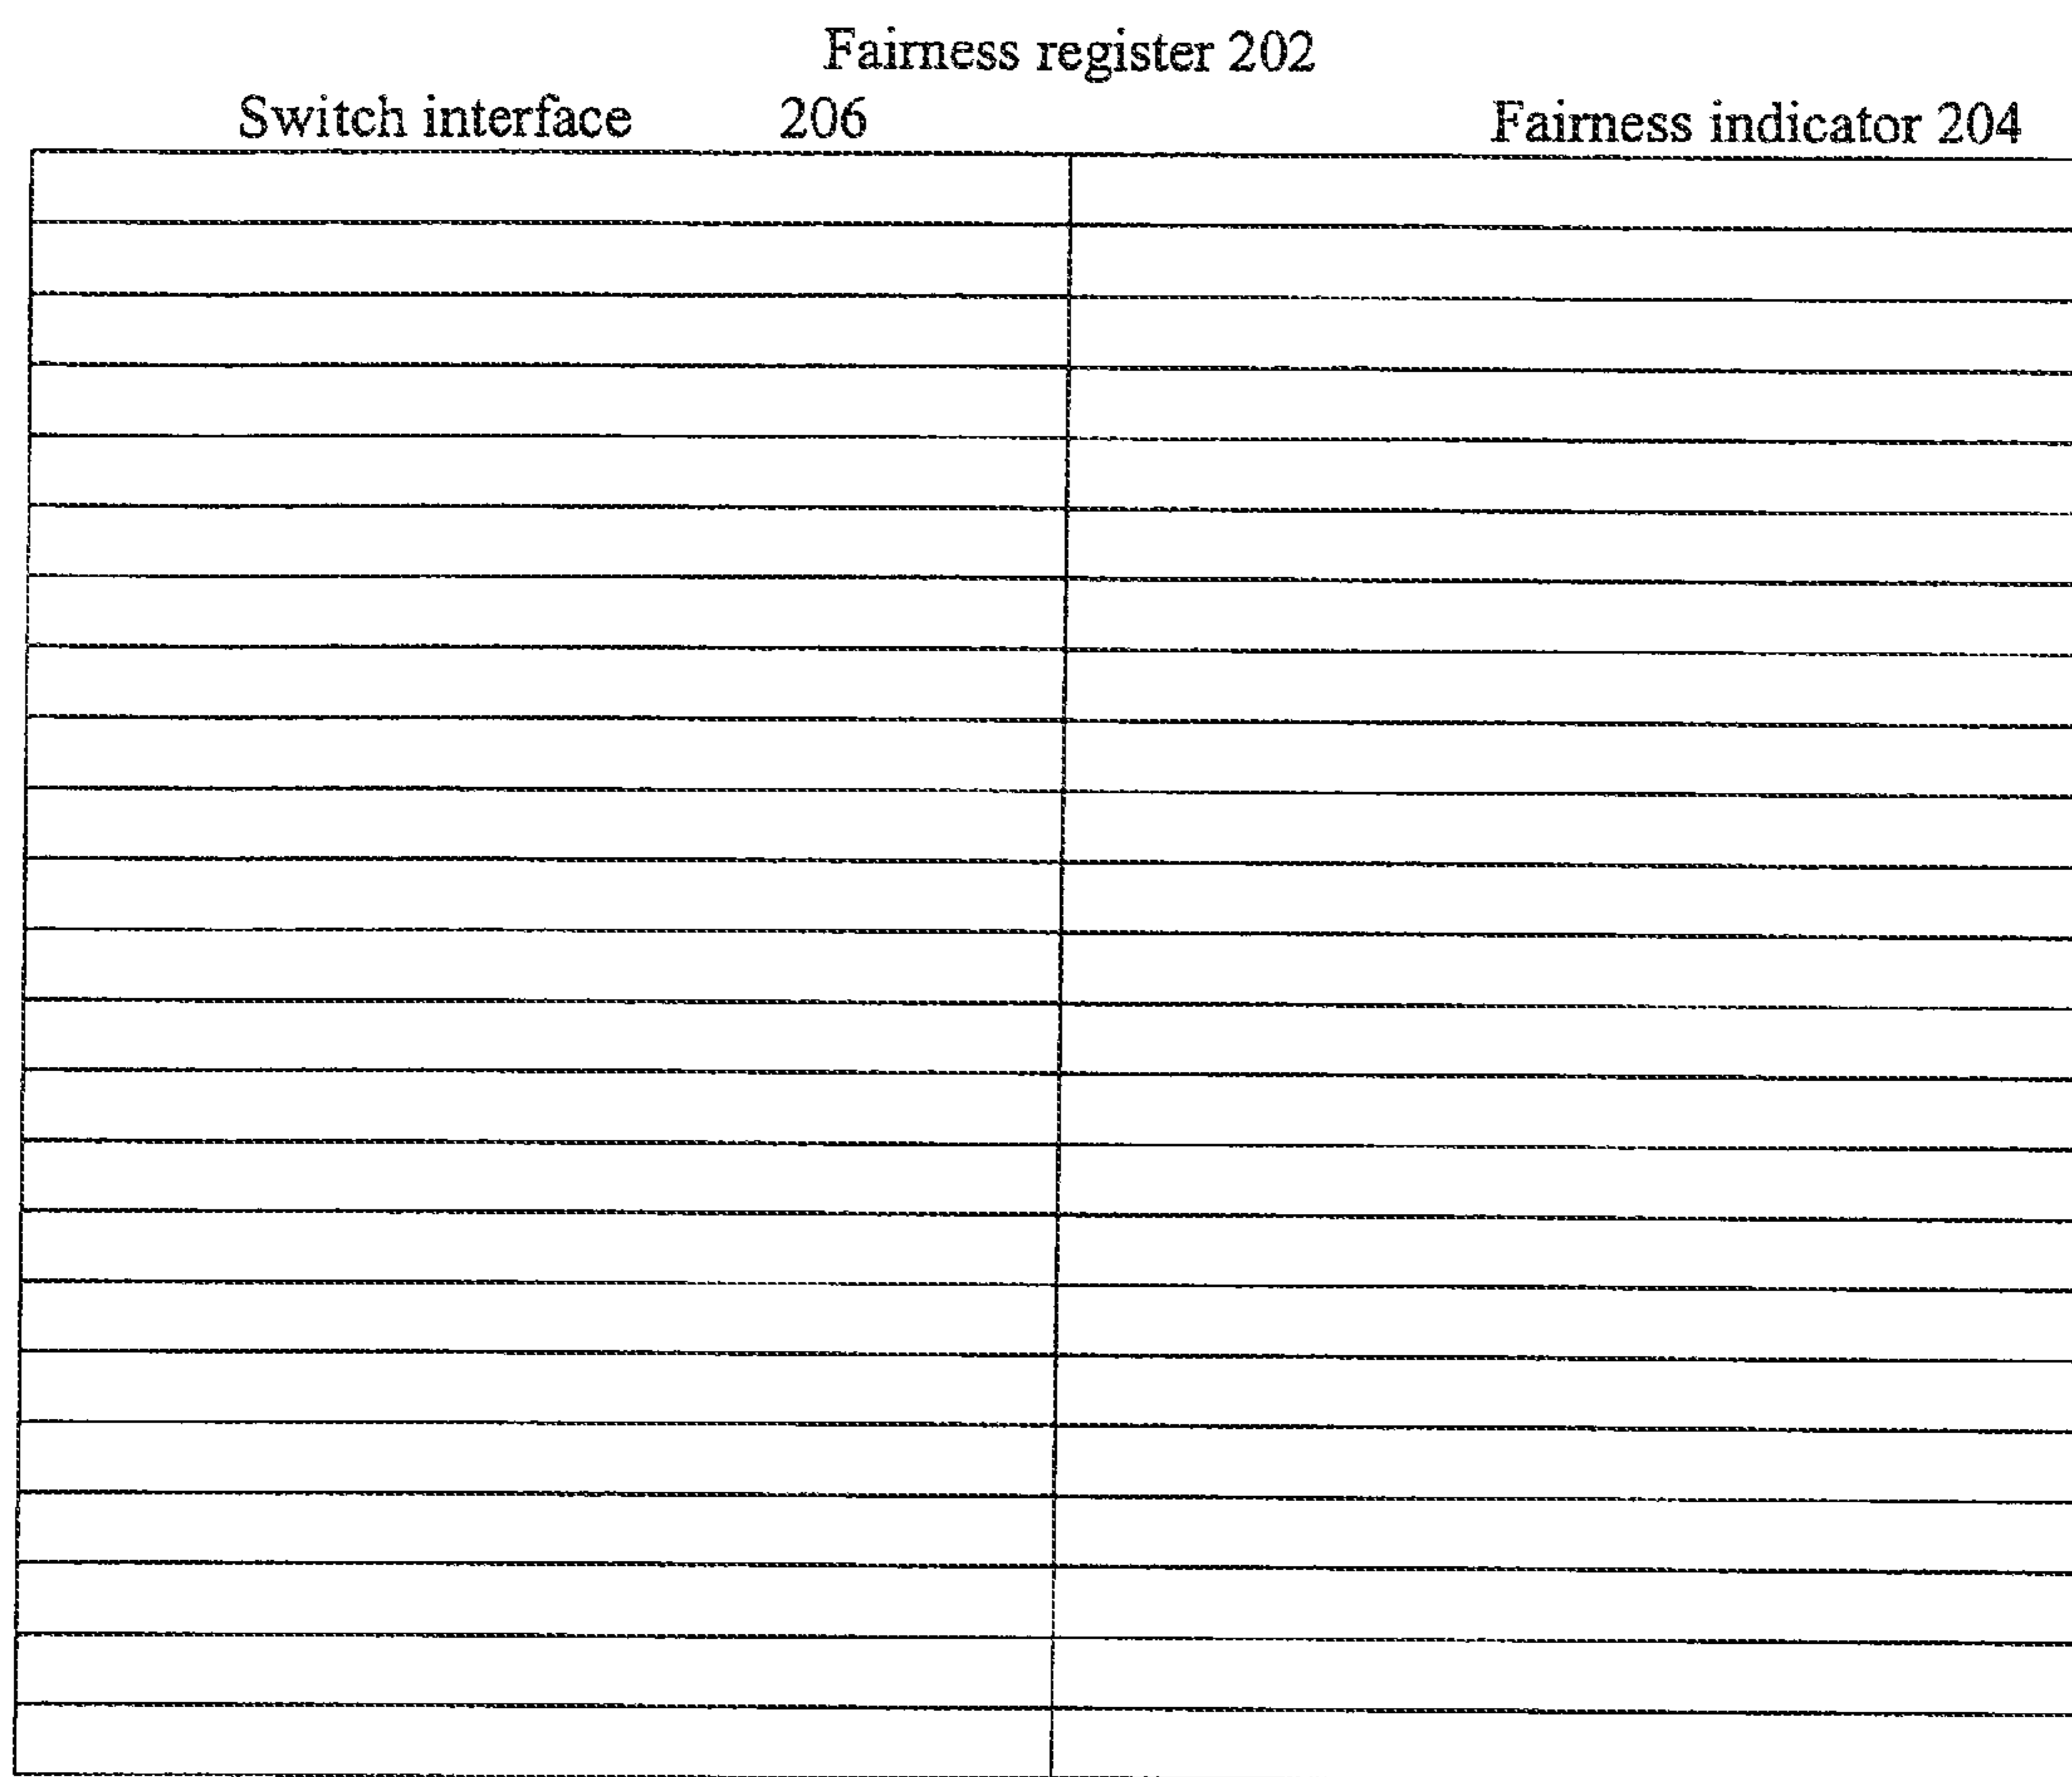 Fairness register 202
Switch interface 206 Fairness indicator 204